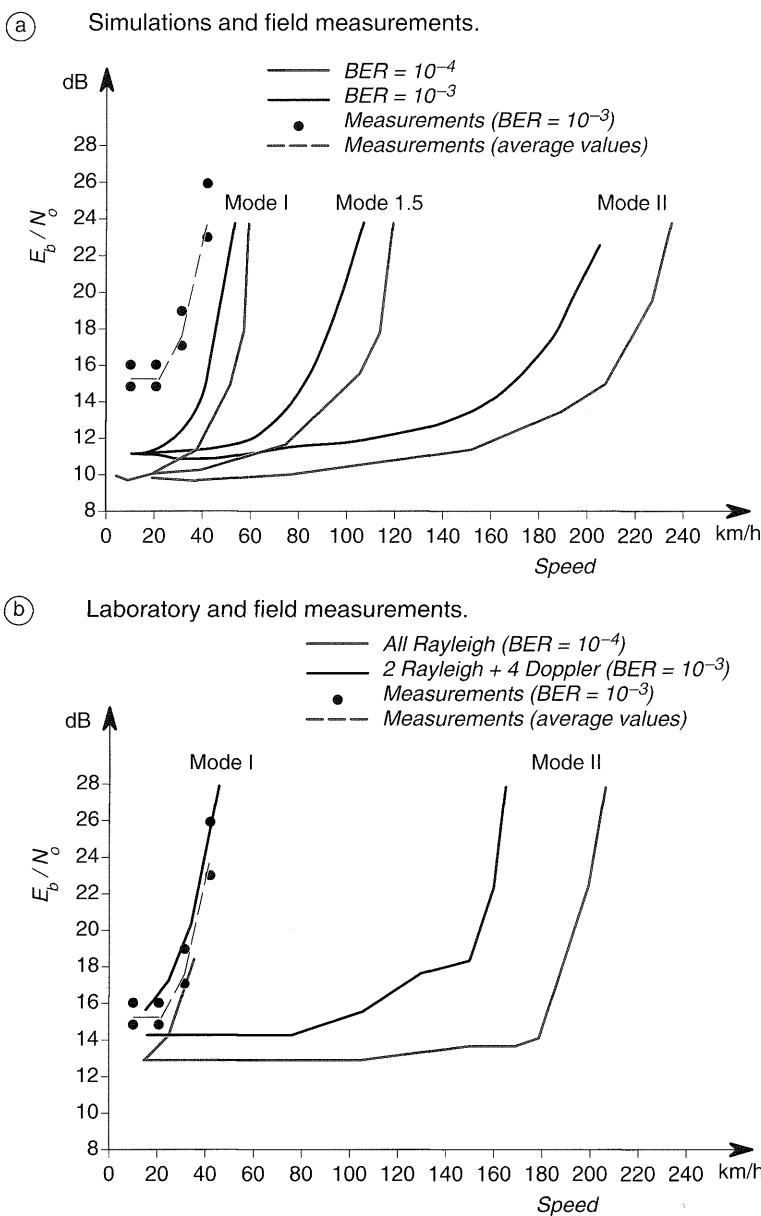 a Simulations and field measurements.
dB
BER = 10⁻⁴
BER = 10⁻³
Measurements (BER = 10⁻³)
Measurements (average values)
28
26
24
22
20
18
16
14
12
10
8
E_b / N_o
Mode I
Mode 1.5
Mode II
0 20 40 60 80 100 120 140 160 180 200 220 240 km/h
Speed
b Laboratory and field measurements.
All Rayleigh (BER = 10⁻⁴)
2 Rayleigh + 4 Doppler (BER = 10⁻³)
Measurements (BER = 10⁻³)
Measurements (average values)
dB
Mode I
Mode II
28
26
24
22
20
18
16
14
12
10
8
E_b / N_o
0 20 40 60 80 100 120 140 160 180 200 220 240 km/h
Speed